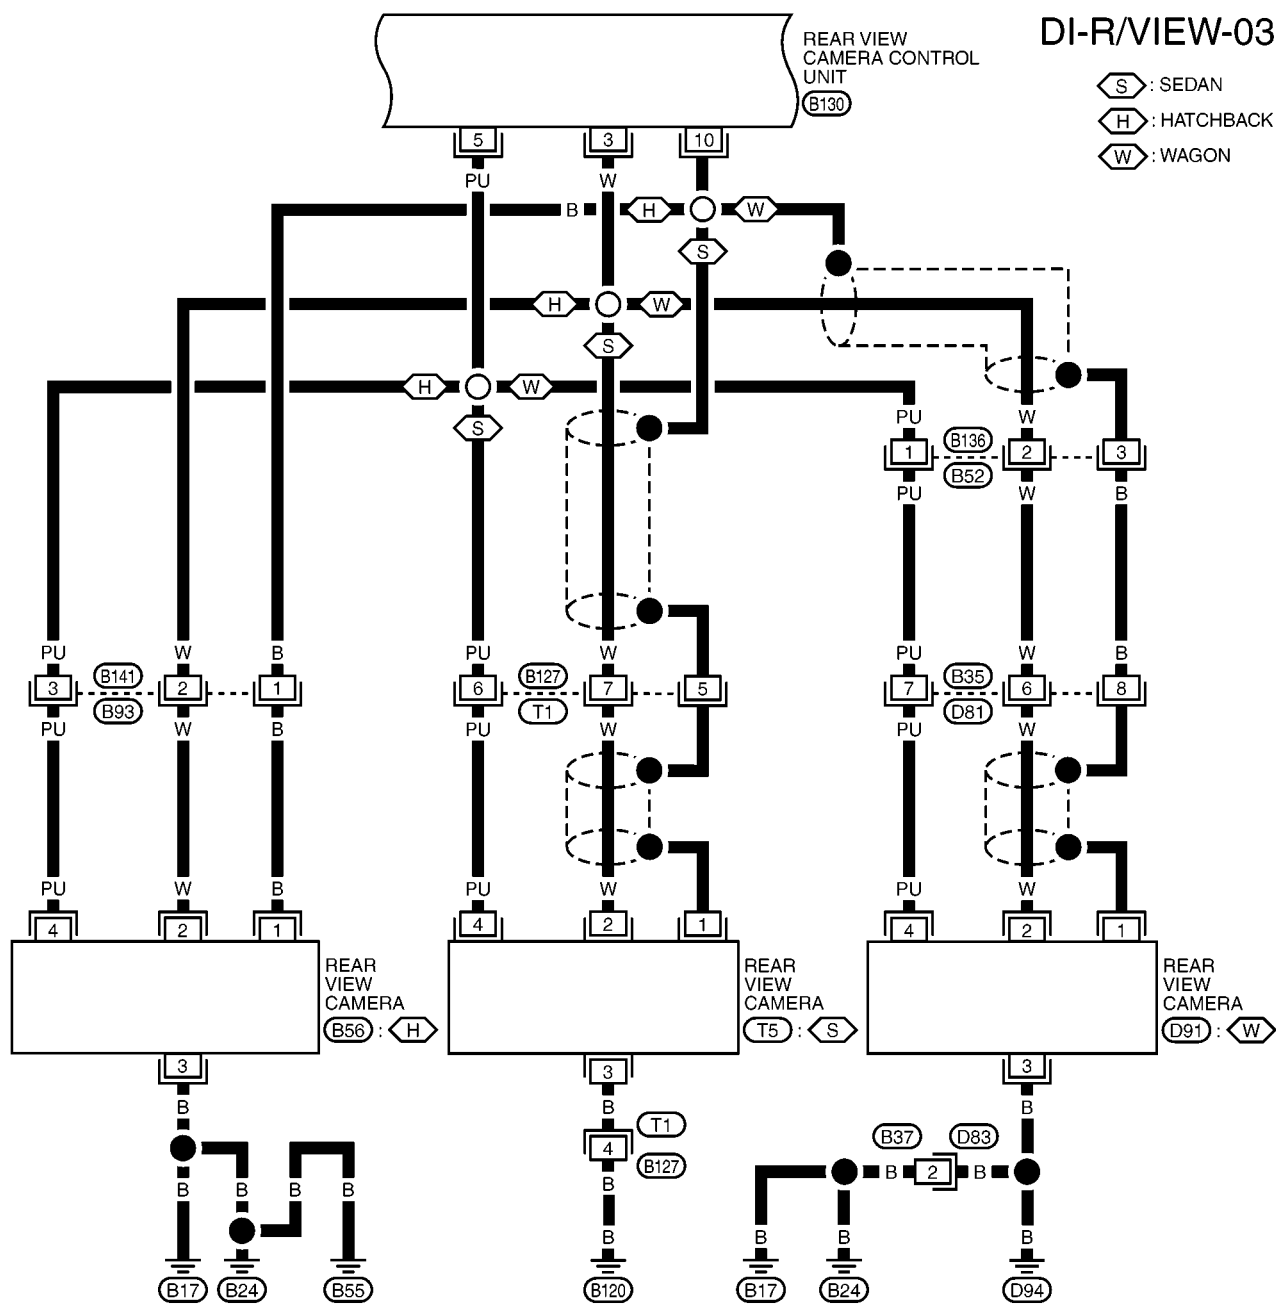 DI-R/VIEW-03
REAR VIEW
CAMERA CONTROL
UNIT
B130
S : SEDAN
H : HATCHBACK
W : WAGON
5 3 10
PU W
B H W
S
H W
S
H W
S
PU W
B136
1 2 3
B52
PU W B
PU W B PU W PU W B
B141 B127 B35
3 2 1 6 7 5 7 6 8
B93 T1 D81
PU W B PU W PU W
PU W B PU W PU W
4 2 1 4 2 1 4 2 1
REAR
VIEW
CAMERA
B56 : H
REAR
VIEW
CAMERA
T5 : S
REAR
VIEW
CAMERA
D91 : W
3 3 3
B B B
T1
4
B127
B37 D83
B 2 B
B B B B B
B B B B
B17 B24 B55 B120 B17 B24 D94